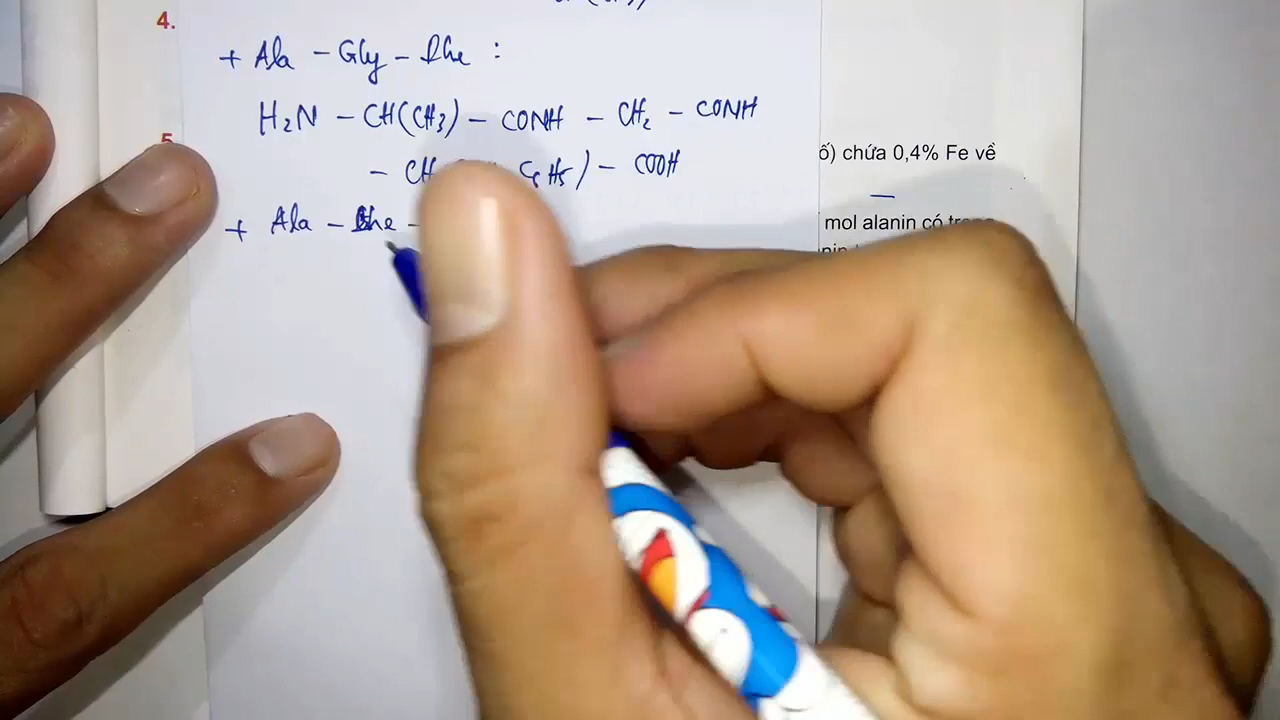 4.
+ Ala - Gly - Phe :
H₂N - CH(CH₃) - CONH - CH₂ - CONH
5
ố) chứa 0,4% Fe về
- CH C₆H₅) - COOH
+ Ala - Phe -
mol alanin có trong